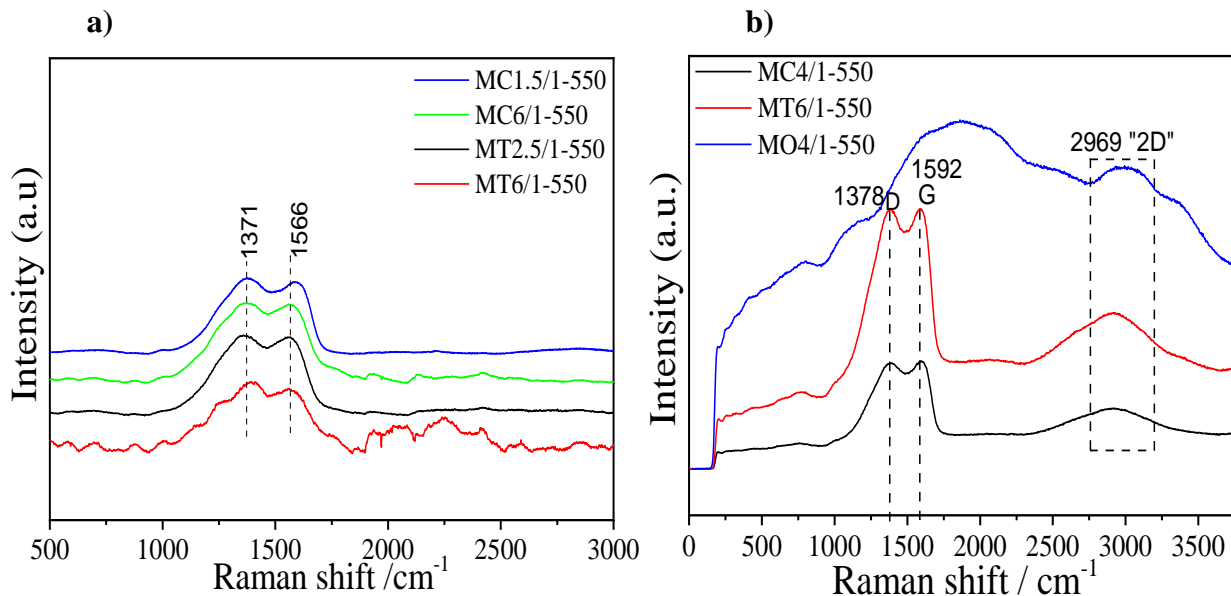 a)
MC1.5/1-550
MC6/1-550
MT2.5/1-550
MT6/1-550
1371
1566
Intensity (a.u)
500 1000 1500 2000 2500 3000
Raman shift /cm-1
b)
MC4/1-550
MT6/1-550
MO4/1-550
2969 "2D"
1592
1378 D G
Intensity (a.u.)
0 500 1000 1500 2000 2500 3000 3500
Raman shift / cm-1